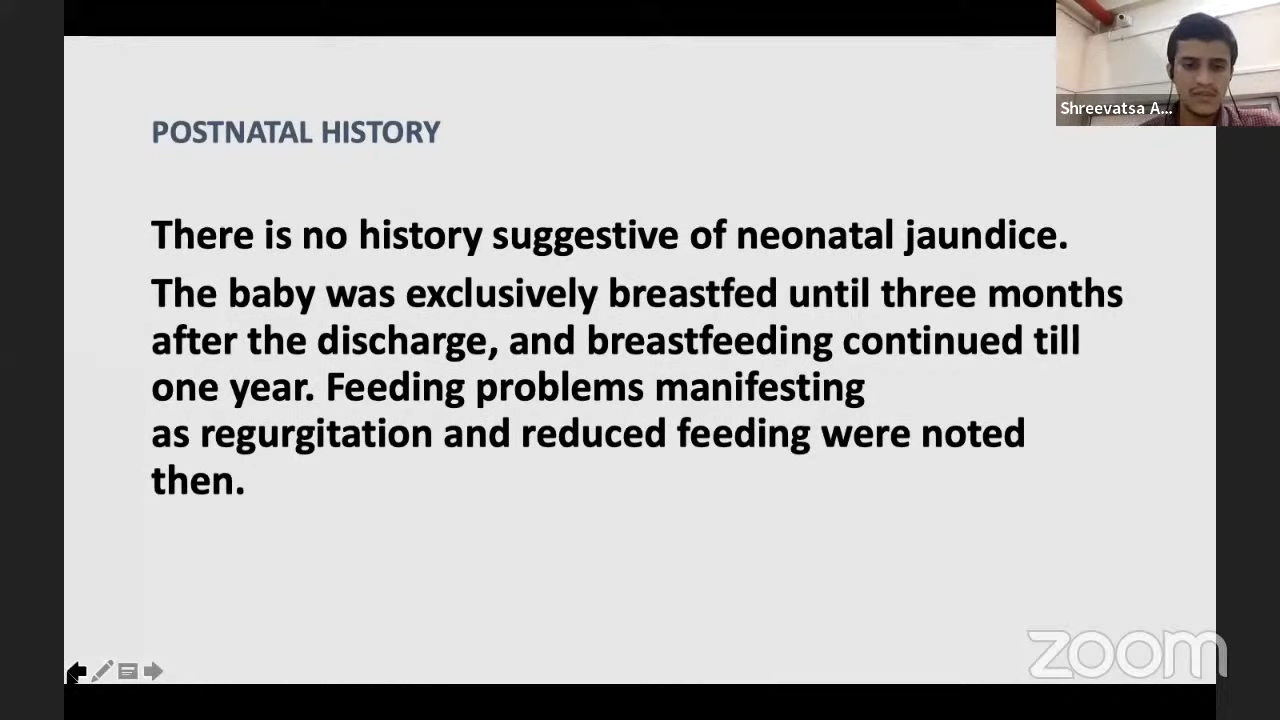 Shreevatsa A...
POSTNATAL HISTORY
There is no history suggestive of neonatal jaundice.
The baby was exclusively breastfed until three months
after the discharge, and breastfeeding continued till
one year. Feeding problems manifesting
as regurgitation and reduced feeding were noted
then.
zoom